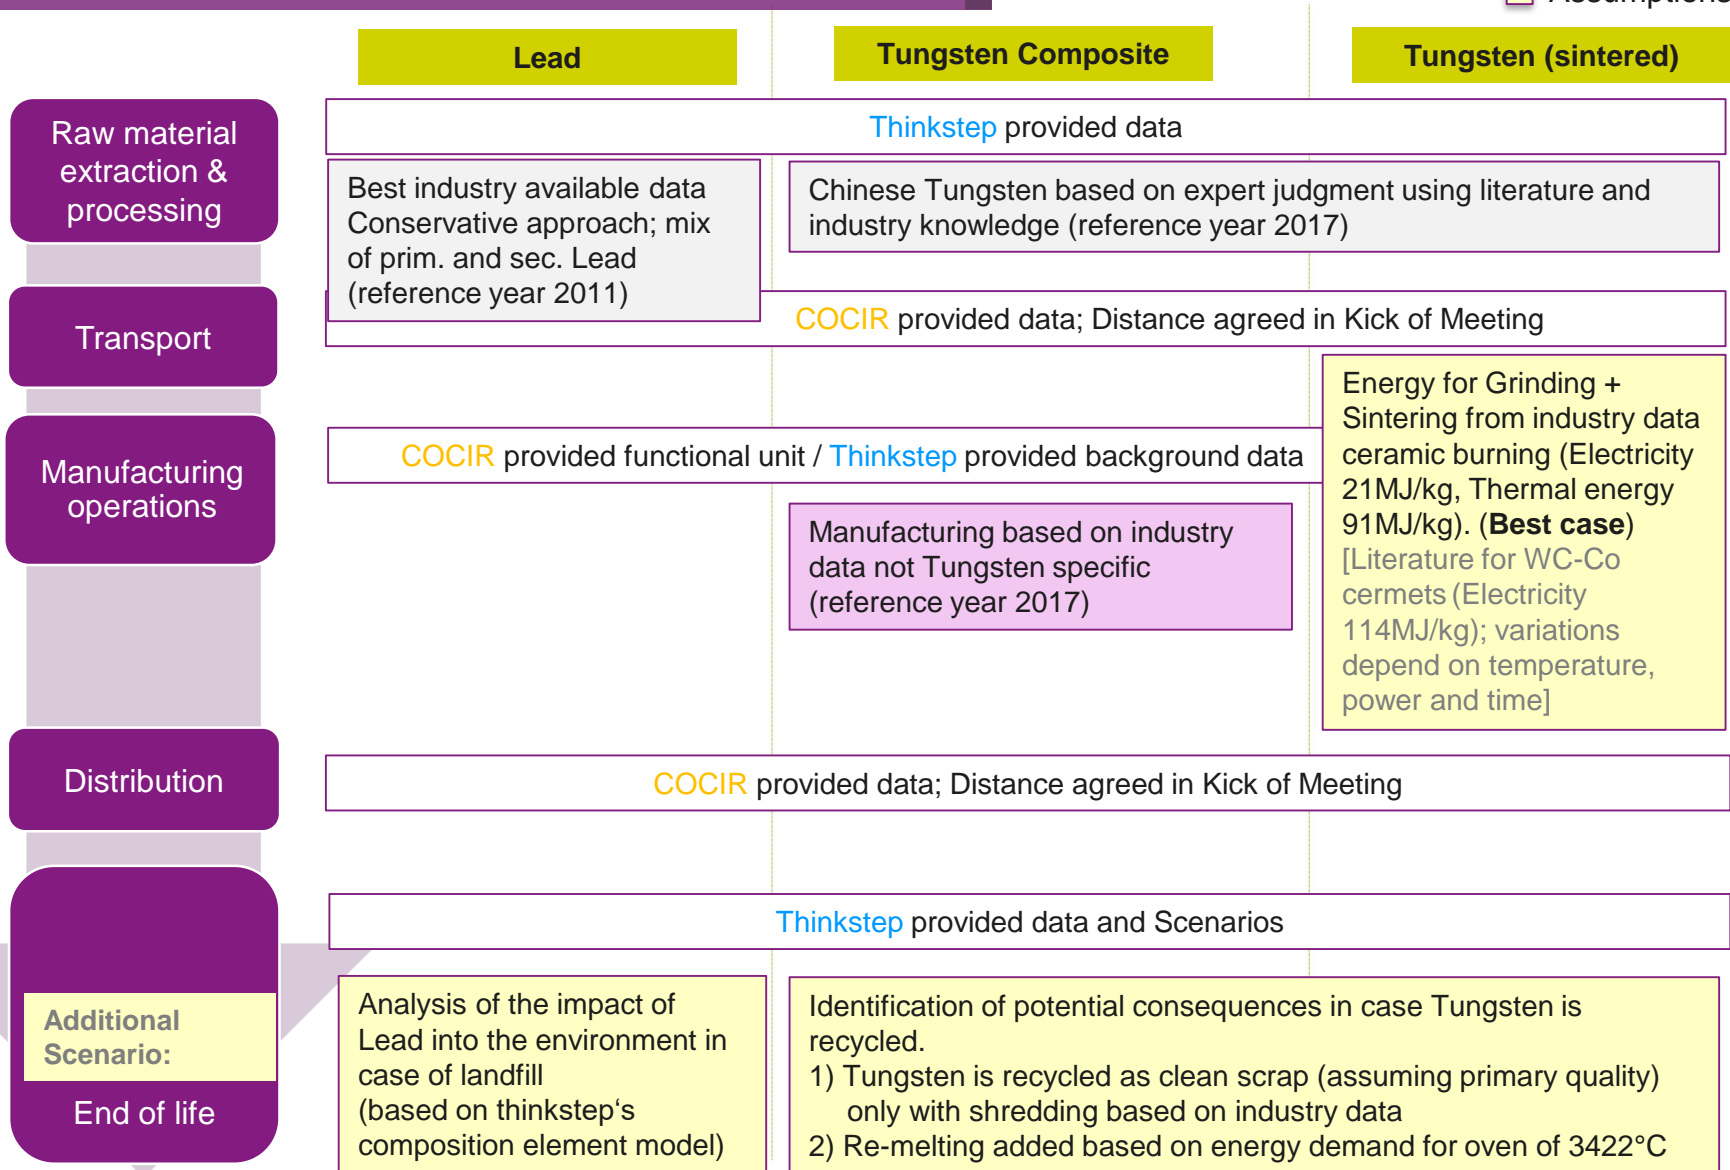 Assumptions
Lead
Tungsten Composite
Tungsten (sintered)
Raw material
extraction &
processing
Thinkstep provided data
Best industry available data
Conservative approach; mix
of prim. and sec. Lead
(reference year 2011)
Chinese Tungsten based on expert judgment using literature and
industry knowledge (reference year 2017)
Transport
COCIR provided data; Distance agreed in Kick of Meeting
Manufacturing
operations
COCIR provided functional unit / Thinkstep provided background data
Manufacturing based on industry
data not Tungsten specific
(reference year 2017)
Energy for Grinding +
Sintering from industry data
ceramic burning (Electricity
21MJ/kg, Thermal energy
91MJ/kg). (Best case)
[Literature for WC-Co
cermets (Electricity
114MJ/kg); variations
depend on temperature,
power and time]
Distribution
COCIR provided data; Distance agreed in Kick of Meeting
Thinkstep provided data and Scenarios
Additional
Scenario:
End of life
Analysis of the impact of
Lead into the environment in
case of landfill
(based on thinkstep‘s
composition element model)
Identification of potential consequences in case Tungsten is
recycled.
1) Tungsten is recycled as clean scrap (assuming primary quality)
only with shredding based on industry data
2) Re-melting added based on energy demand for oven of 3422°C